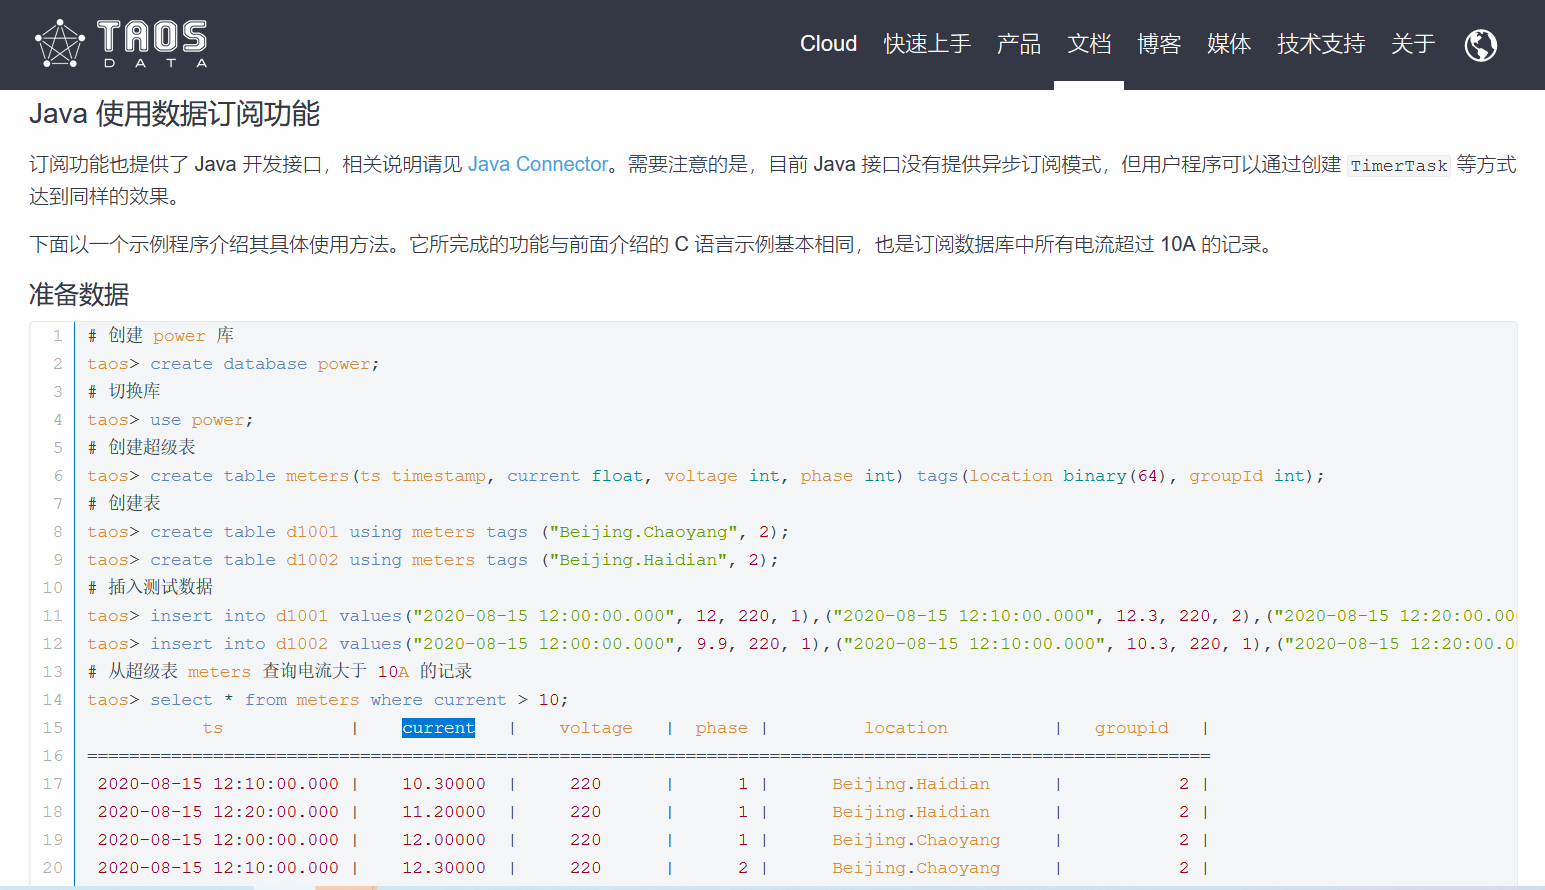 TAOS
DATA
Cloud 快速上手 产品 文档 博客 媒体 技术支持 关于
Java 使用数据订阅功能
订阅功能也提供了 Java 开发接口，相关说明请见 Java Connector。需要注意的是，目前 Java 接口没有提供异步订阅模式，但用户程序可以通过创建 TimerTask 等方式
达到同样的效果。
下面以一个示例程序介绍其具体使用方法。它所完成的功能与前面介绍的 C 语言示例基本相同，也是订阅数据库中所有电流超过 10A 的记录。
准备数据
1 # 创建 power 库
2 taos> create database power;
3 # 切换库
4 taos> use power;
5 # 创建超级表
6 taos> create table meters(ts timestamp, current float, voltage int, phase int) tags(location binary(64), groupId int);
7 # 创建表
8 taos> create table d1001 using meters tags ("Beijing.Chaoyang", 2);
9 taos> create table d1002 using meters tags ("Beijing.Haidian", 2);
10 # 插入测试数据
11 taos> insert into d1001 values("2020-08-15 12:00:00.000", 12, 220, 1),("2020-08-15 12:10:00.000", 12.3, 220, 2),("2020-08-15 12:20:00.00
12 taos> insert into d1002 values("2020-08-15 12:00:00.000", 9.9, 220, 1),("2020-08-15 12:10:00.000", 10.3, 220, 1),("2020-08-15 12:20:00.0
13 # 从超级表 meters 查询电流大于 10A 的记录
14 taos> select * from meters where current > 10;
15 ts | current | voltage | phase | location | groupid |
16 ===========================================================================================================
17 2020-08-15 12:10:00.000 | 10.30000 | 220 | 1 | Beijing.Haidian | 2 |
18 2020-08-15 12:20:00.000 | 11.20000 | 220 | 1 | Beijing.Haidian | 2 |
19 2020-08-15 12:00:00.000 | 12.00000 | 220 | 1 | Beijing.Chaoyang | 2 |
20 2020-08-15 12:10:00.000 | 12.30000 | 220 | 2 | Beijing.Chaoyang | 2 |